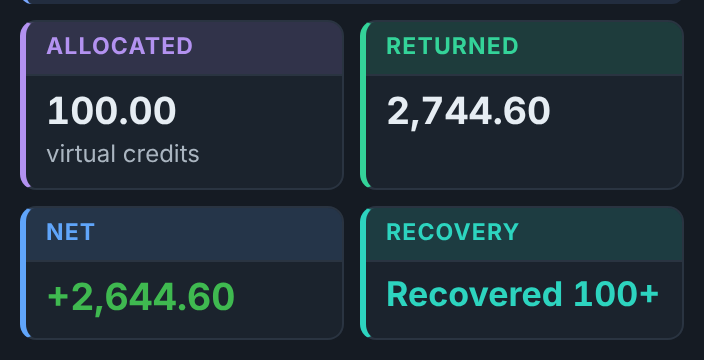 ALLOCATED
100.00
virtual credits
RETURNED
2,744.60
NET
+2,644.60
RECOVERY
Recovered 100+